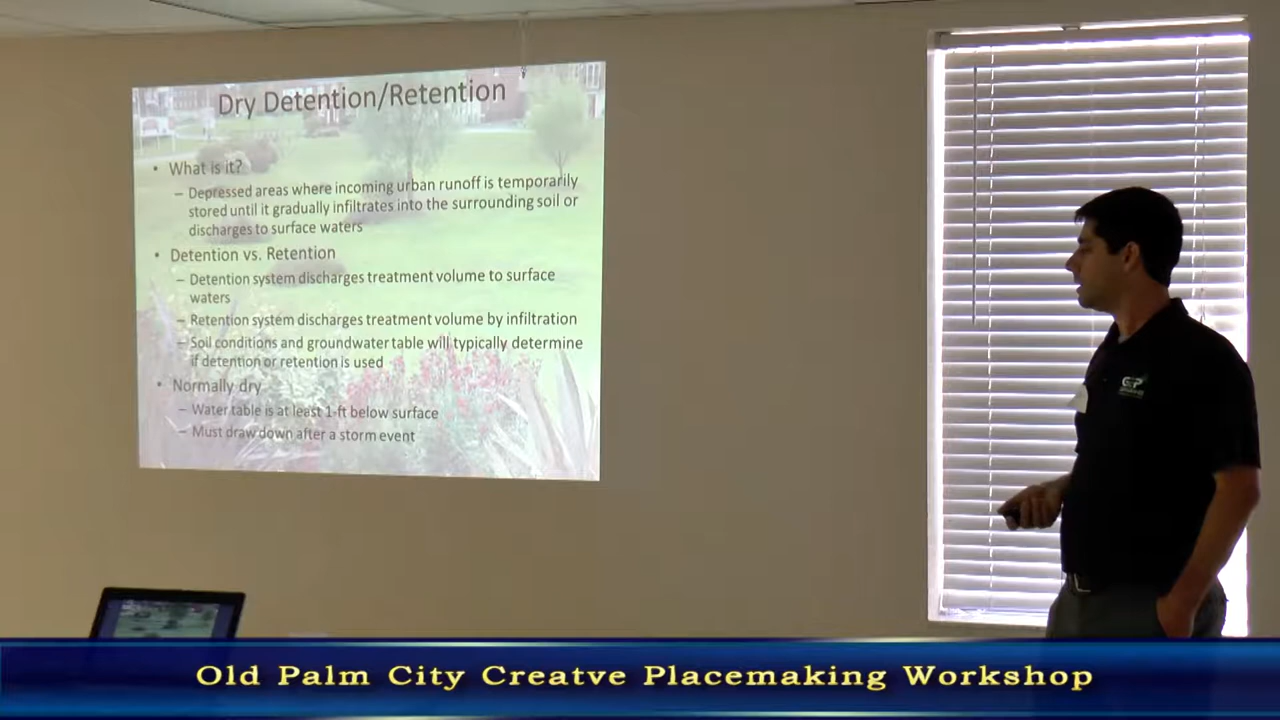 Dry Detention/Retention
• What is it?
– Depressed areas where incoming urban runoff is temporarily
stored until it gradually infiltrates into the surrounding soil or
discharges to surface waters
• Detention vs. Retention
– Detention system discharges treatment volume to surface
waters
– Retention system discharges treatment volume by infiltration
– Soil conditions and groundwater table will typically determine
if detention or retention is used
• Normally dry
– Water table is at least 1-ft below surface
– Must draw down after a storm event
Old Palm City Creatve Placemaking Workshop